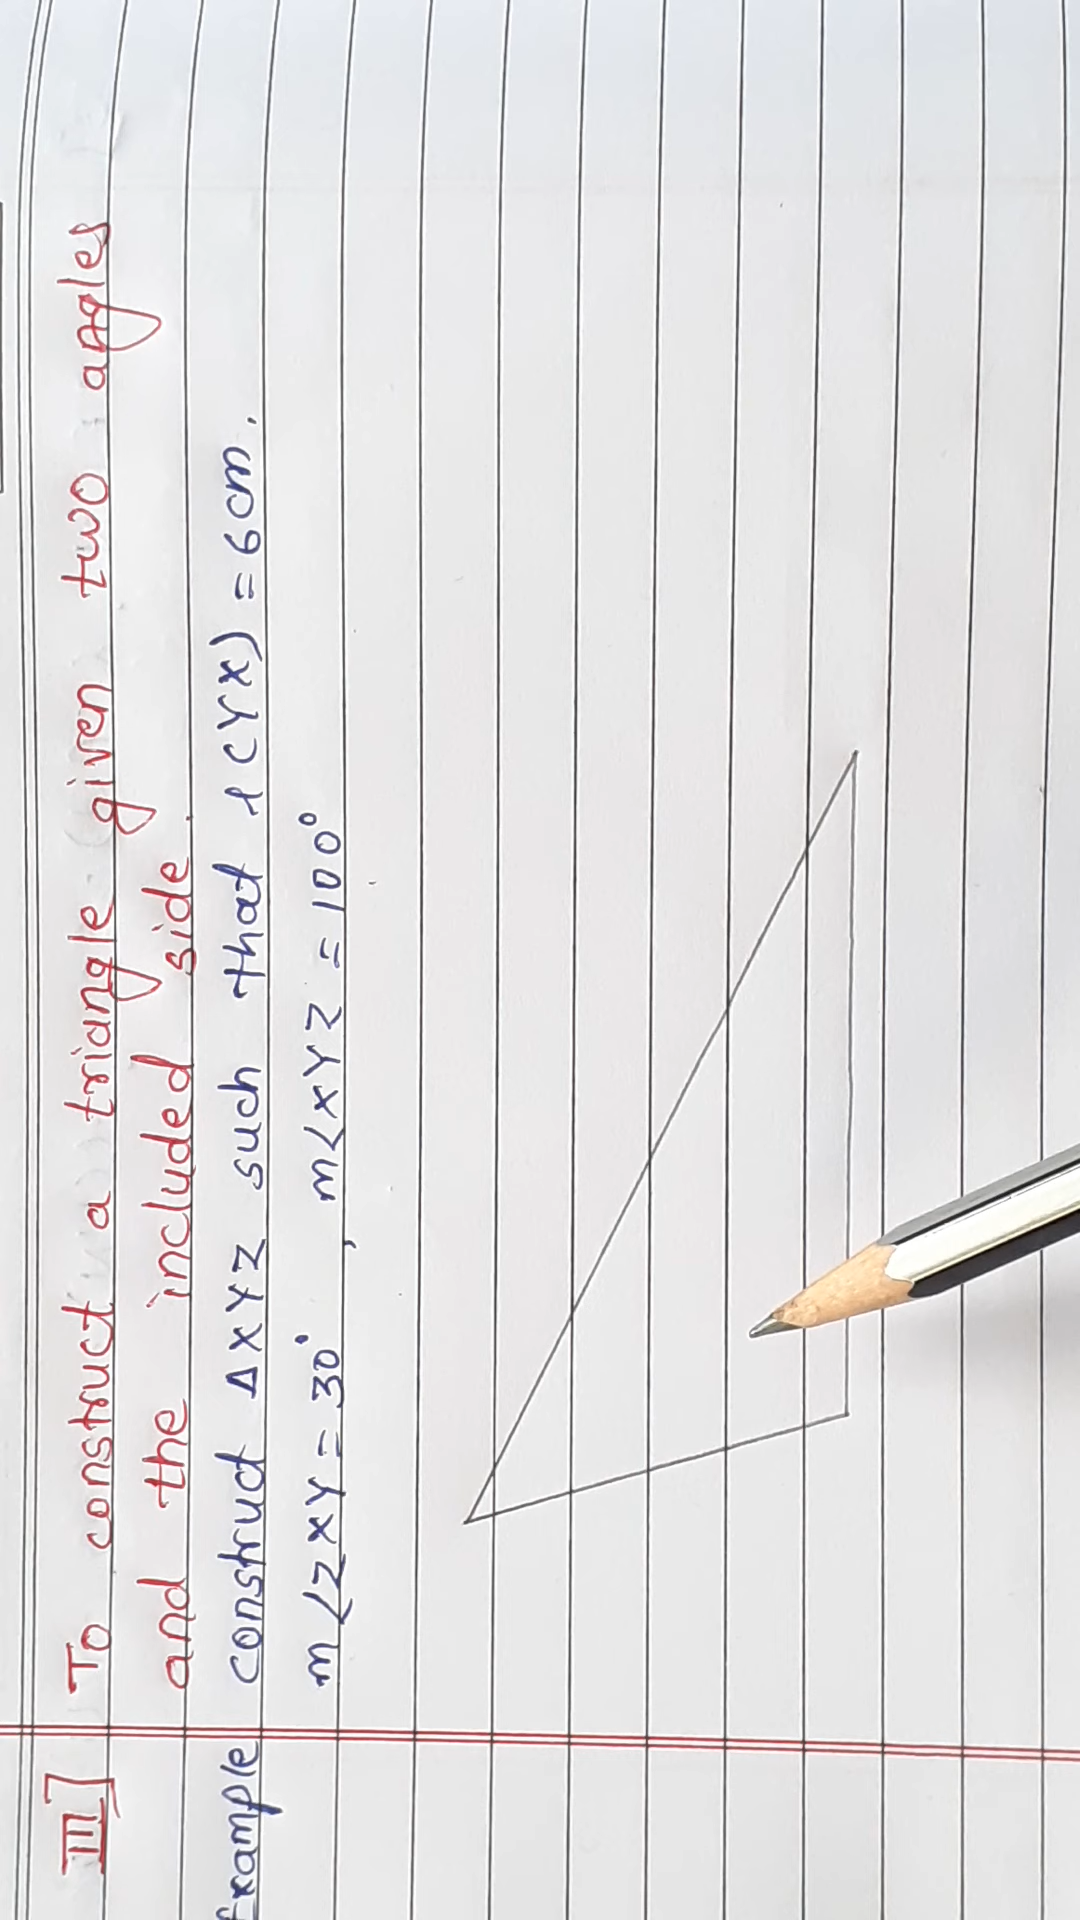 III] To construct a triangle given two angles
and the included side.
Example construct ΔXYZ such that l(YX) = 6cm.
m∠ZXY = 30°, m∠XYZ = 100°